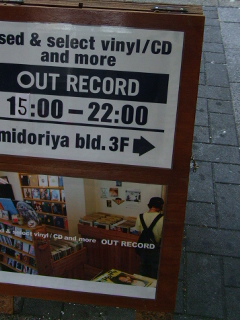 sed & select vinyl/CD
and more
OUT RECORD
15:00 – 22:00
midoriya bld. 3F
& select vinyl/CD and more OUT RECORD